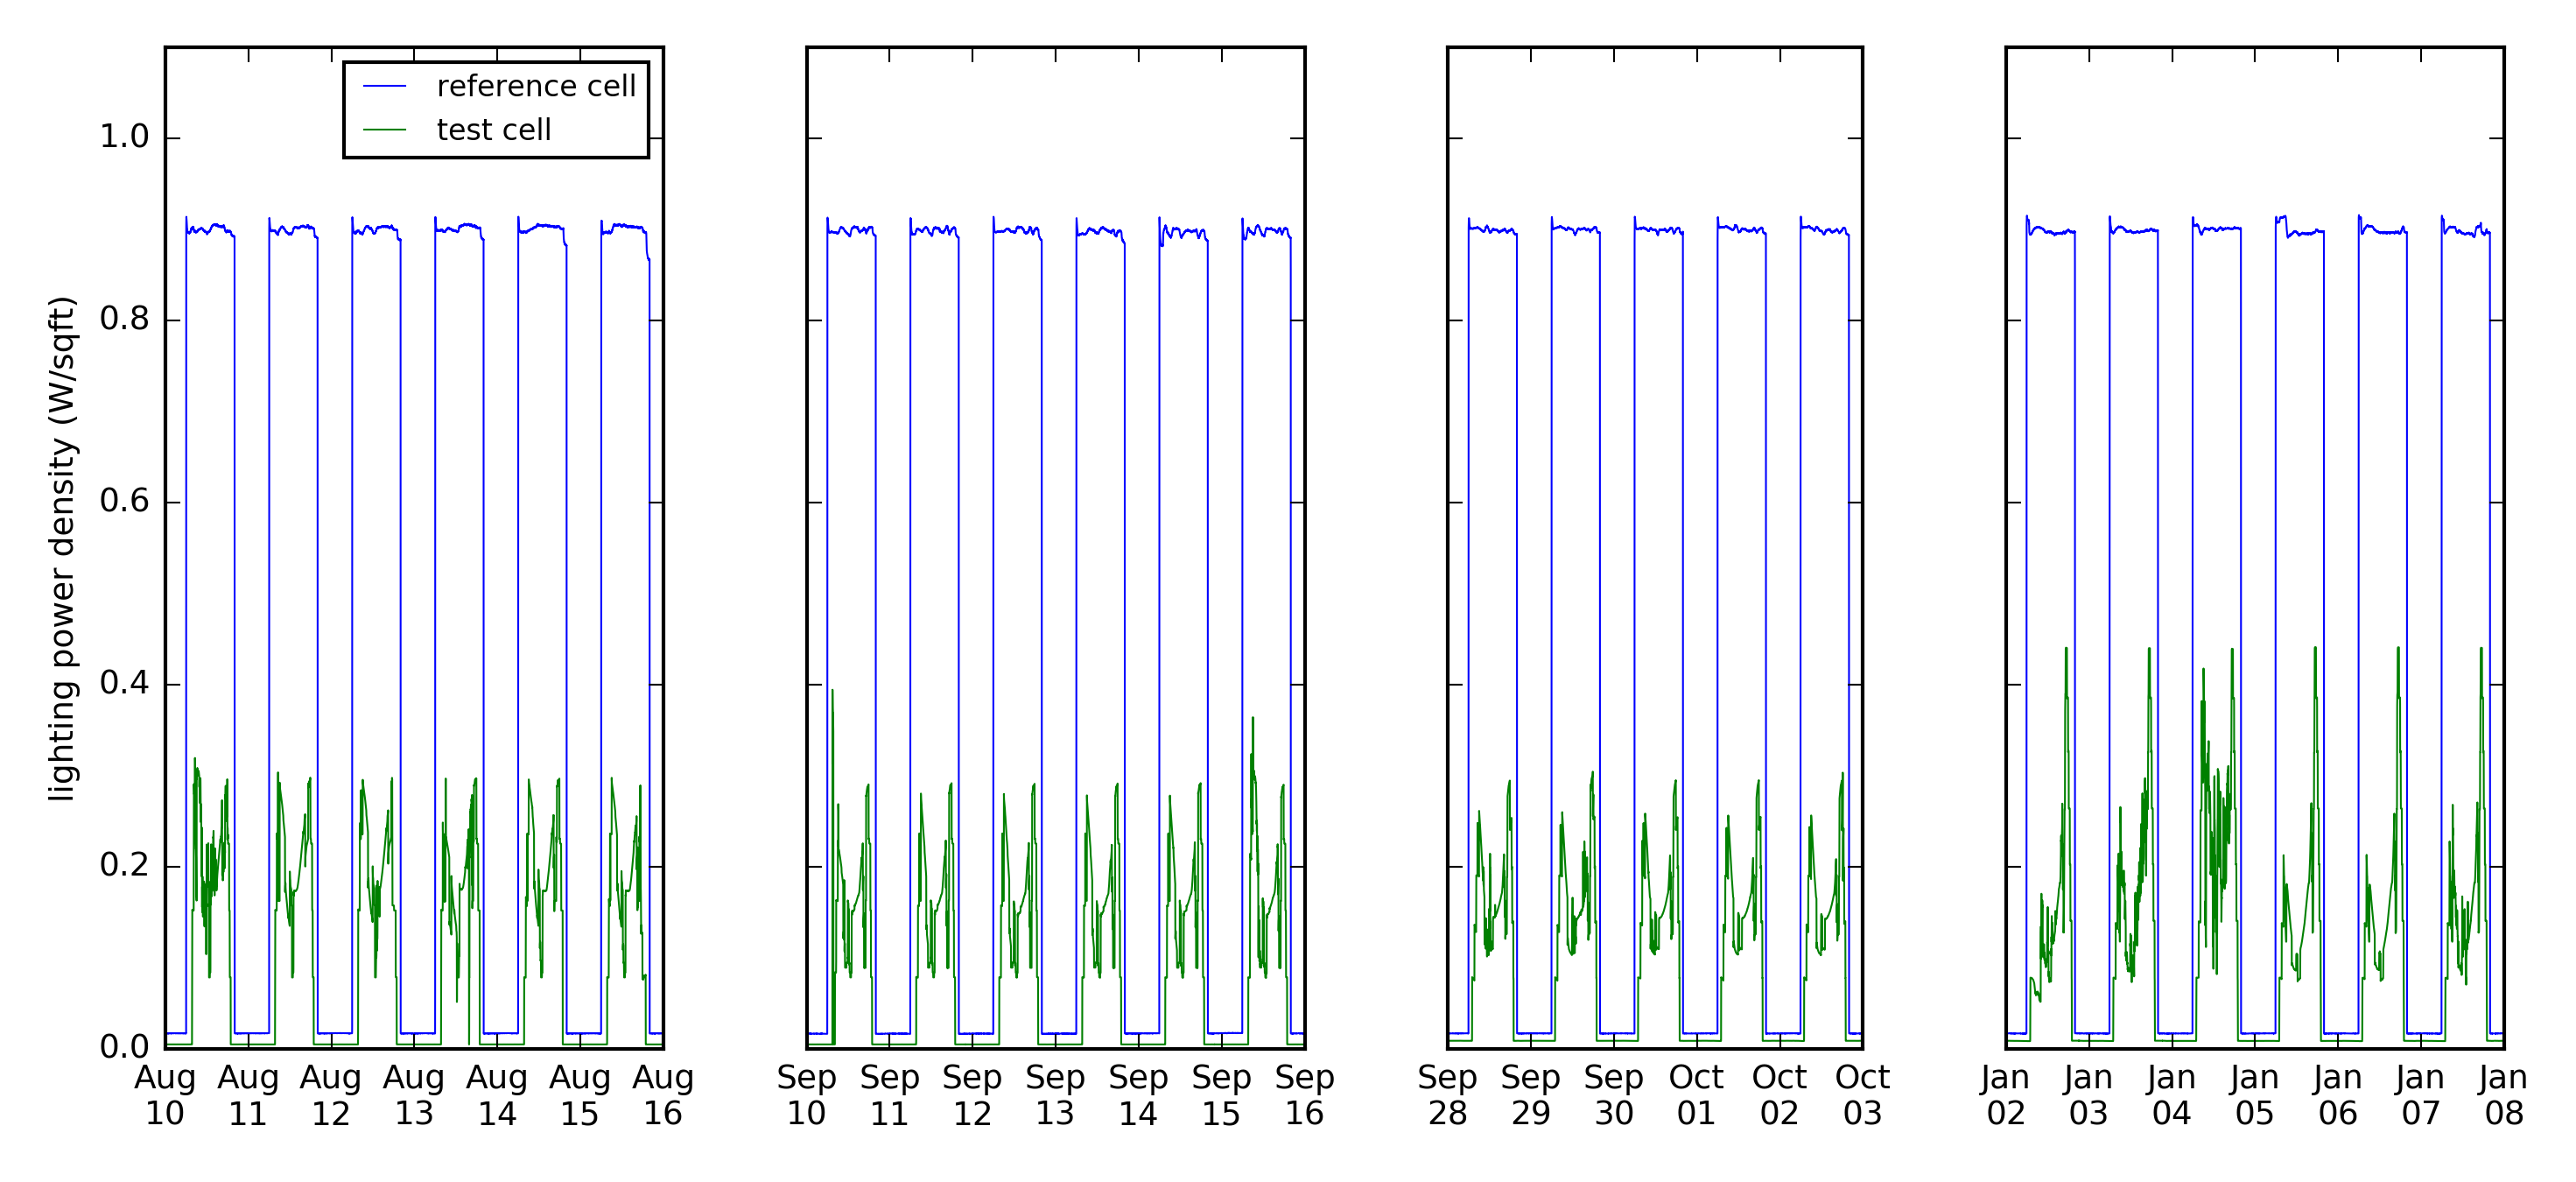 reference cell
test cell
lighting power density (W/sqft)
1.0
0.8
0.6
0.4
0.2
0.0
Aug 10
Aug 11
Aug 12
Aug 13
Aug 14
Aug 15
Aug 16
Sep 10
Sep 11
Sep 12
Sep 13
Sep 14
Sep 15
Sep 16
Sep 28
Sep 29
Sep 30
Oct 01
Oct 02
Oct 03
Jan 02
Jan 03
Jan 04
Jan 05
Jan 06
Jan 07
Jan 08